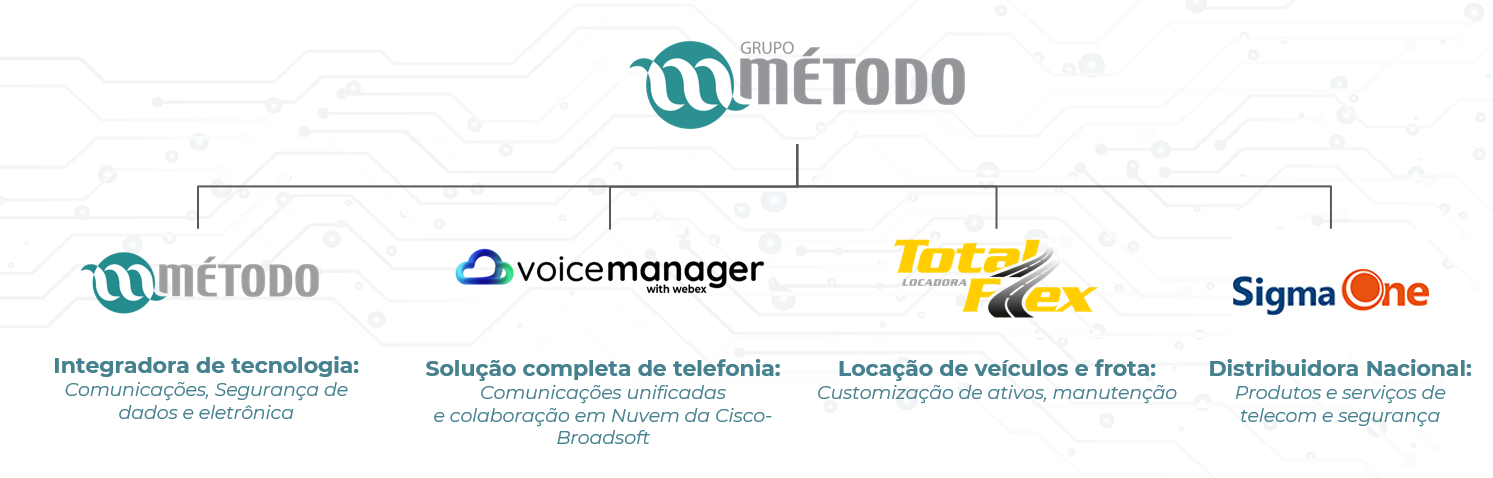 GRUPO
MÉTODO
MÉTODO
voicemanager
with webex
Total
LOCADORA
Flex
Sigma One
Integradora de tecnologia:
Comunicações, Segurança de
dados e eletrônica
Solução completa de telefonia:
Comunicações unificadas
e colaboração em Nuvem da Cisco-
Broadsoft
Locação de veículos e frota:
Customização de ativos, manutenção
Distribuidora Nacional:
Produtos e serviços de
telecom e segurança